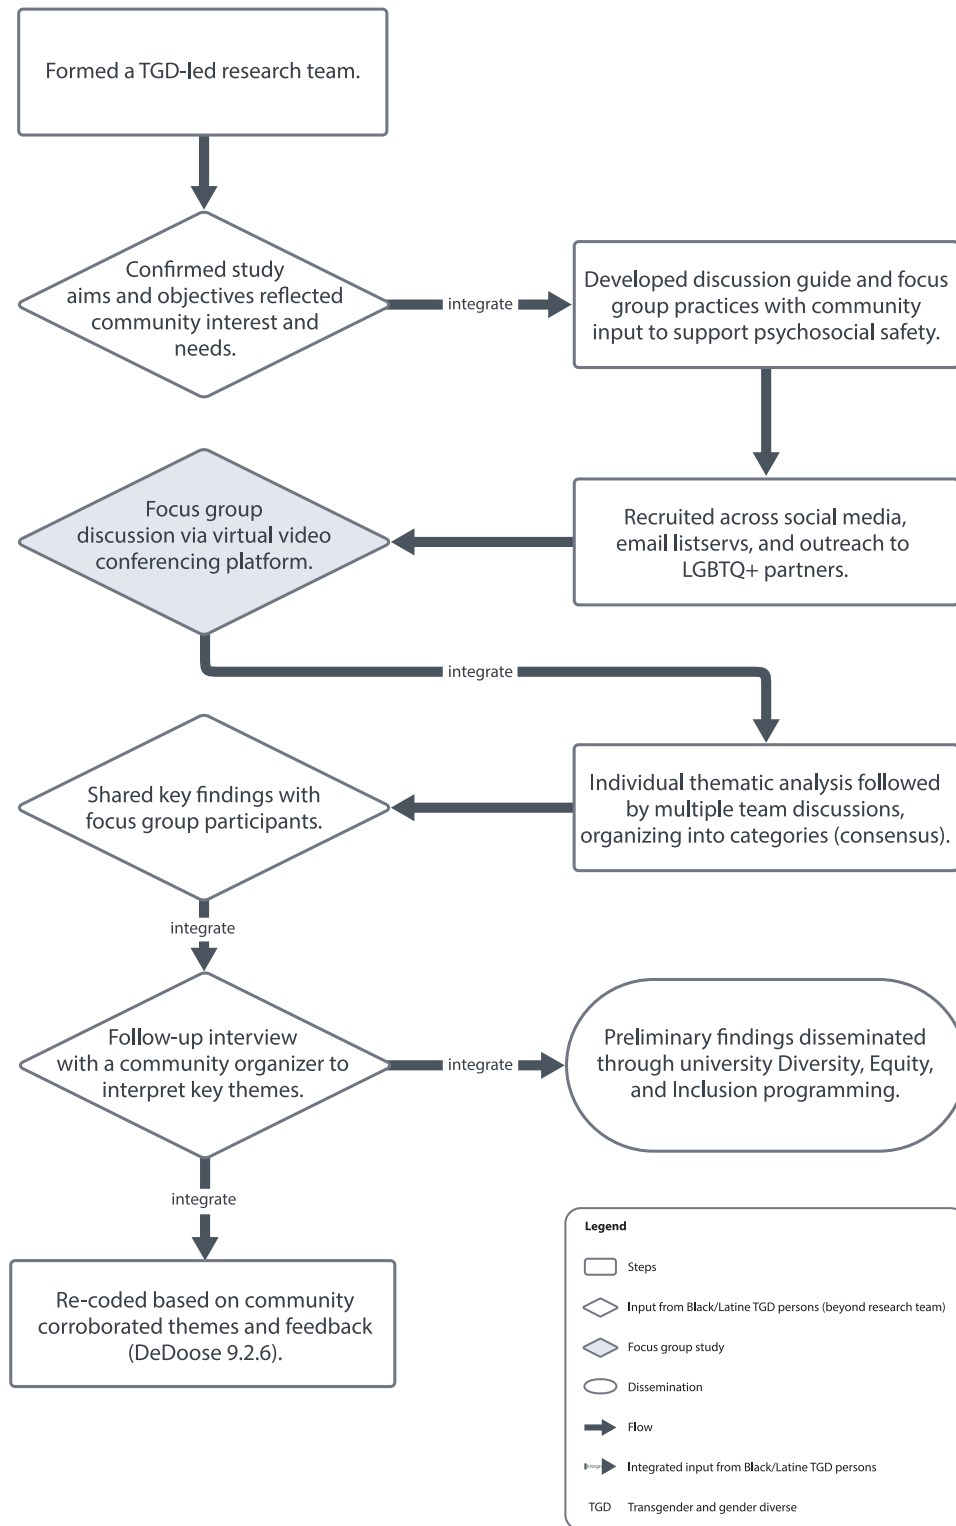 Formed a TGD-led research team.
Confirmed study
aims and objectives reflected
community interest and
needs.
integrate
Developed discussion guide and focus
group practices with community
input to support psychosocial safety.
Focus group
discussion via virtual video
conferencing platform.
Recruited across social media,
email listservs, and outreach to
LGBTQ+ partners.
integrate
Shared key findings with
focus group participants.
Individual thematic analysis followed
by multiple team discussions,
organizing into categories (consensus).
integrate
Follow-up interview
with a community organizer to
interpret key themes.
integrate
Preliminary findings disseminated
through university Diversity, Equity,
and Inclusion programming.
integrate
Re-coded based on community
corroborated themes and feedback
(DeDoose 9.2.6).
Legend
Steps
Input from Black/Latine TGD persons (beyond research team)
Focus group study
Dissemination
Flow
Integrated input from Black/Latine TGD persons
TGD Transgender and gender diverse